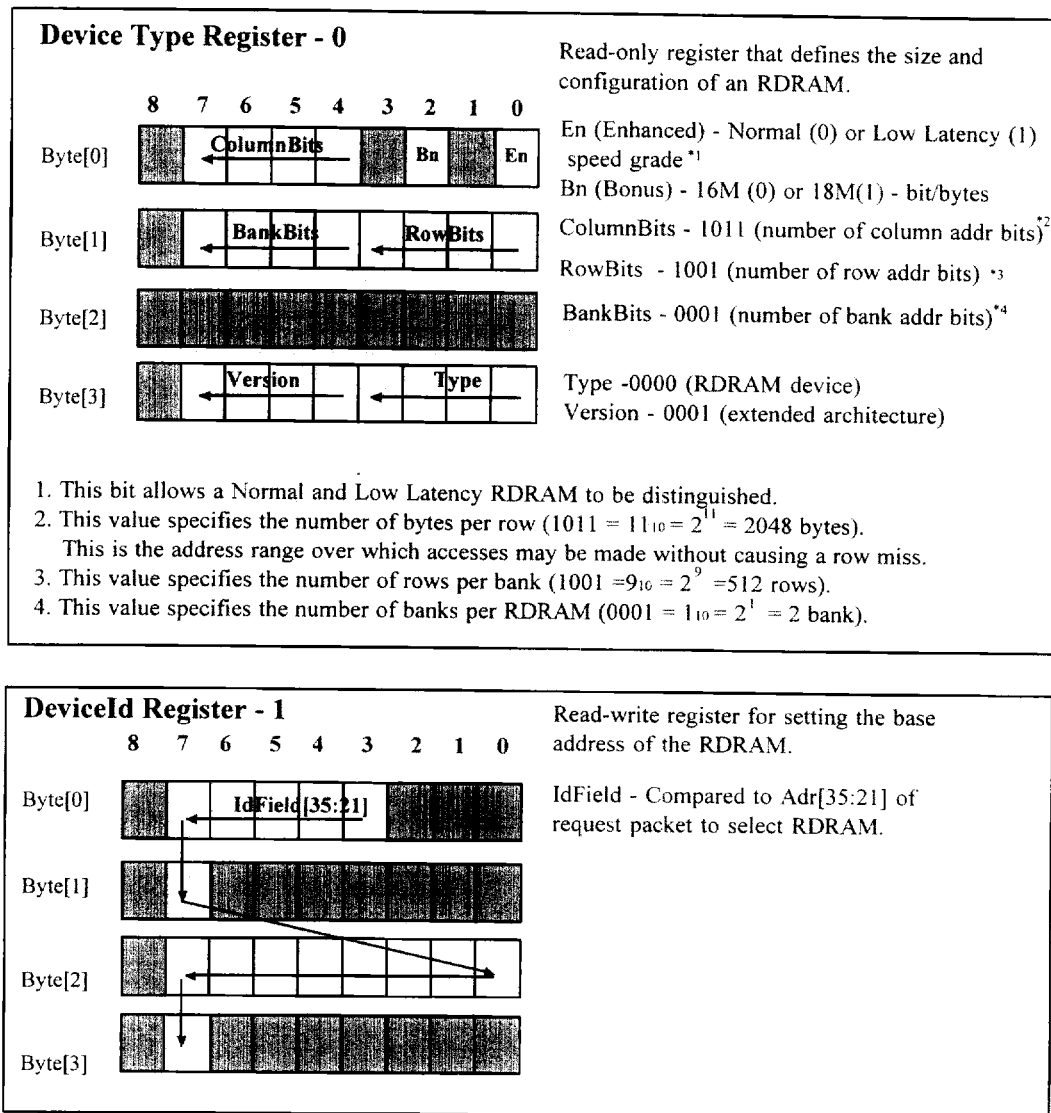 Device Type Register - 0
Read-only register that defines the size and
configuration of an RDRAM.
8 7 6 5 4 3 2 1 0
Byte[0] ColumnBits Bn En
En (Enhanced) - Normal (0) or Low Latency (1)
speed grade *1
Bn (Bonus) - 16M (0) or 18M(1) - bit/bytes
Byte[1] BankBits RowBits
ColumnBits - 1011 (number of column addr bits)*2
RowBits - 1001 (number of row addr bits) *3
Byte[2]
BankBits - 0001 (number of bank addr bits)*4
Byte[3] Version Type
Type -0000 (RDRAM device)
Version - 0001 (extended architecture)
1. This bit allows a Normal and Low Latency RDRAM to be distinguished.
2. This value specifies the number of bytes per row (1011 = 11₁₀ = 2¹¹ = 2048 bytes).
This is the address range over which accesses may be made without causing a row miss.
3. This value specifies the number of rows per bank (1001 =9₁₀ = 2⁹ =512 rows).
4. This value specifies the number of banks per RDRAM (0001 = 1₁₀ = 2¹ = 2 bank).
DeviceId Register - 1
Read-write register for setting the base
address of the RDRAM.
8 7 6 5 4 3 2 1 0
Byte[0] IdField[35:21]
IdField - Compared to Adr[35:21] of
request packet to select RDRAM.
Byte[1]
Byte[2]
Byte[3]